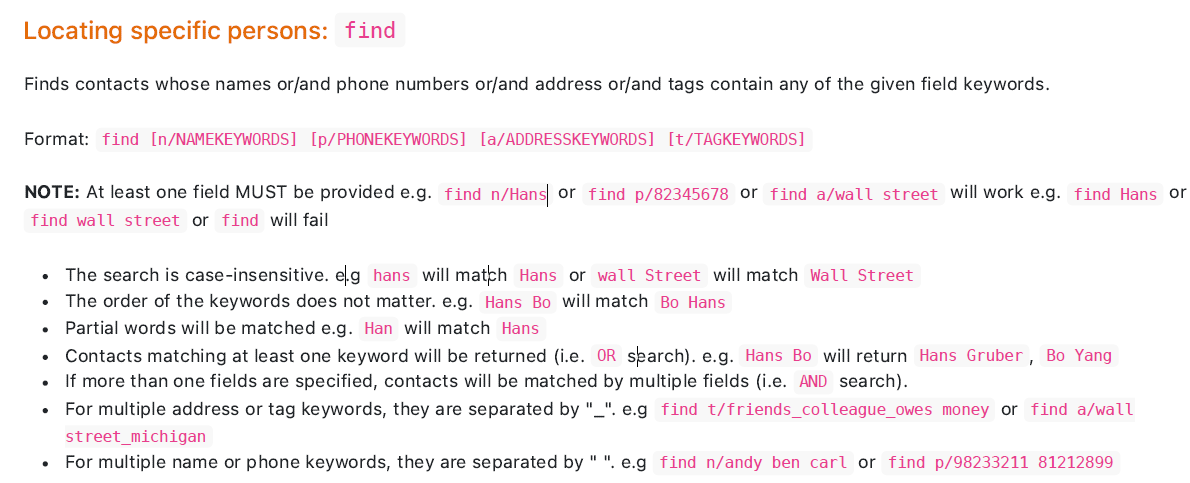 Locating specific persons: find
Finds contacts whose names or/and phone numbers or/and address or/and tags contain any of the given field keywords.
Format: find [n/NAMEKEYWORDS] [p/PHONEKEYWORDS] [a/ADDRESSKEYWORDS] [t/TAGKEYWORDS]
NOTE: At least one field MUST be provided e.g. find n/Hans or find p/82345678 or find a/wall street will work e.g. find Hans or
find wall street or find will fail
• The search is case-insensitive. e.g hans will match Hans or wall Street will match Wall Street
• The order of the keywords does not matter. e.g. Hans Bo will match Bo Hans
• Partial words will be matched e.g. Han will match Hans
• Contacts matching at least one keyword will be returned (i.e. OR search). e.g. Hans Bo will return Hans Gruber, Bo Yang
• If more than one fields are specified, contacts will be matched by multiple fields (i.e. AND search).
• For multiple address or tag keywords, they are separated by "_". e.g find t/friends_colleague_owes money or find a/wall
street_michigan
• For multiple name or phone keywords, they are separated by " ". e.g find n/andy ben carl or find p/98233211 81212899